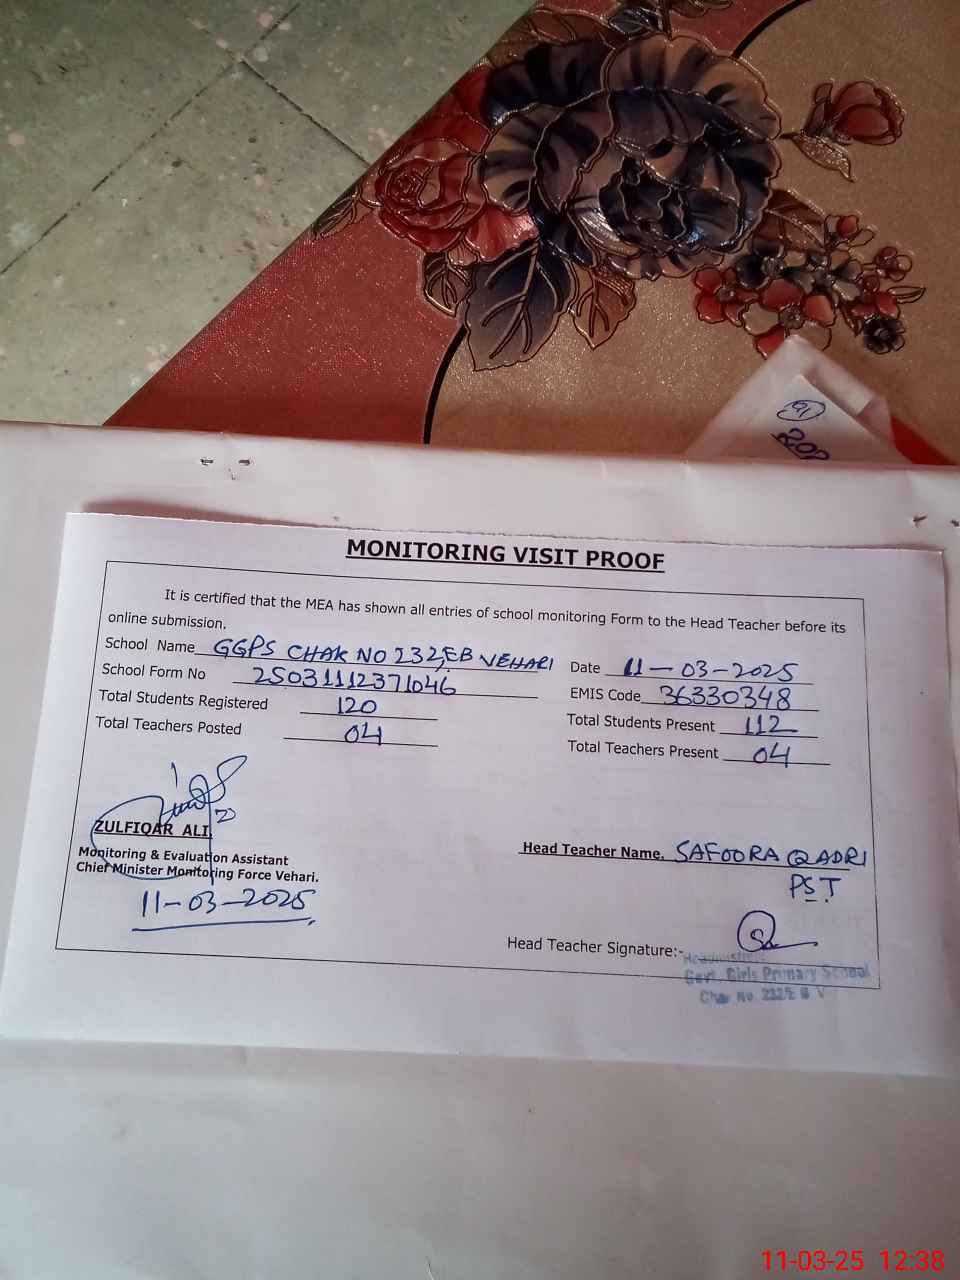 91
202
MONITORING VISIT PROOF
It is certified that the MEA has shown all entries of school monitoring Form to the Head Teacher before its
online submission.
School Name GGPS CHAK NO 232,EB VEHARI
Date 11-03-2025
School Form No 25031112371046
EMIS Code 36330348
Total Students Registered 120
Total Students Present 112
Total Teachers Posted 04
Total Teachers Present 04
ZULFIQAR ALI
Monitoring & Evaluation Assistant
Chief Minister Monitoring Force Vehari.
11-03-2025
Head Teacher Name. SAFOORA QADRI
PST
Head Teacher Signature:-
Headmistress
Govt. Girls Primary School
Chak No. 232/E B V
11-03-25 12:38